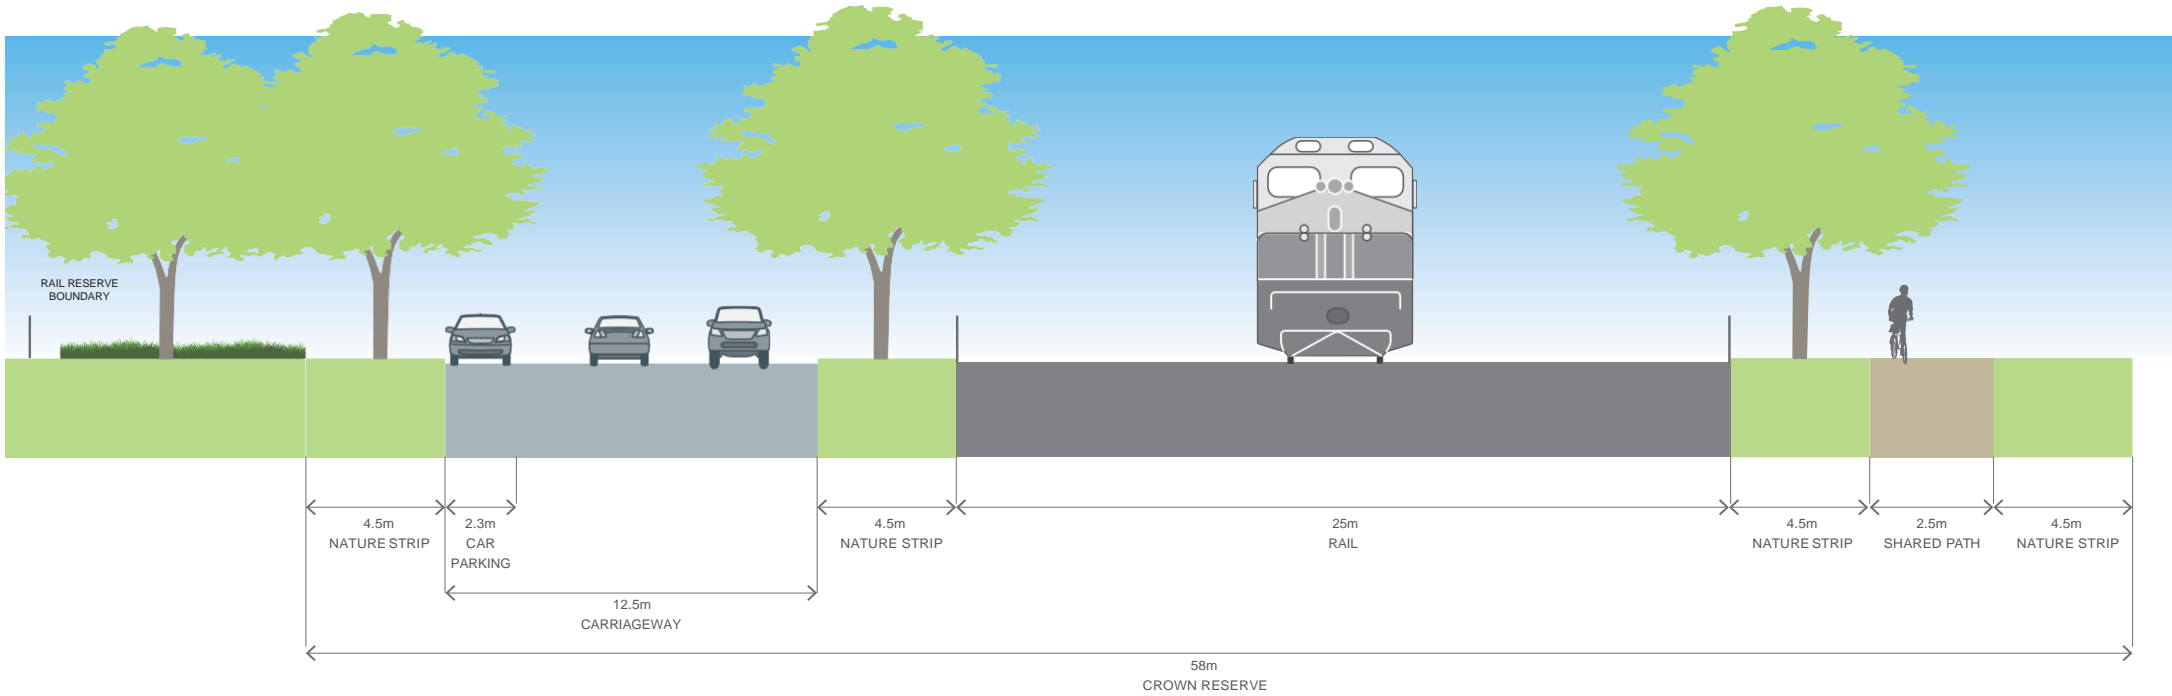 RAIL RESERVE
BOUNDARY
4.5m
NATURE STRIP
2.3m
CAR
PARKING
4.5m
NATURE STRIP
25m
RAIL
4.5m
NATURE STRIP
2.5m
SHARED PATH
4.5m
NATURE STRIP
12.5m
CARRIAGEWAY
58m
CROWN RESERVE